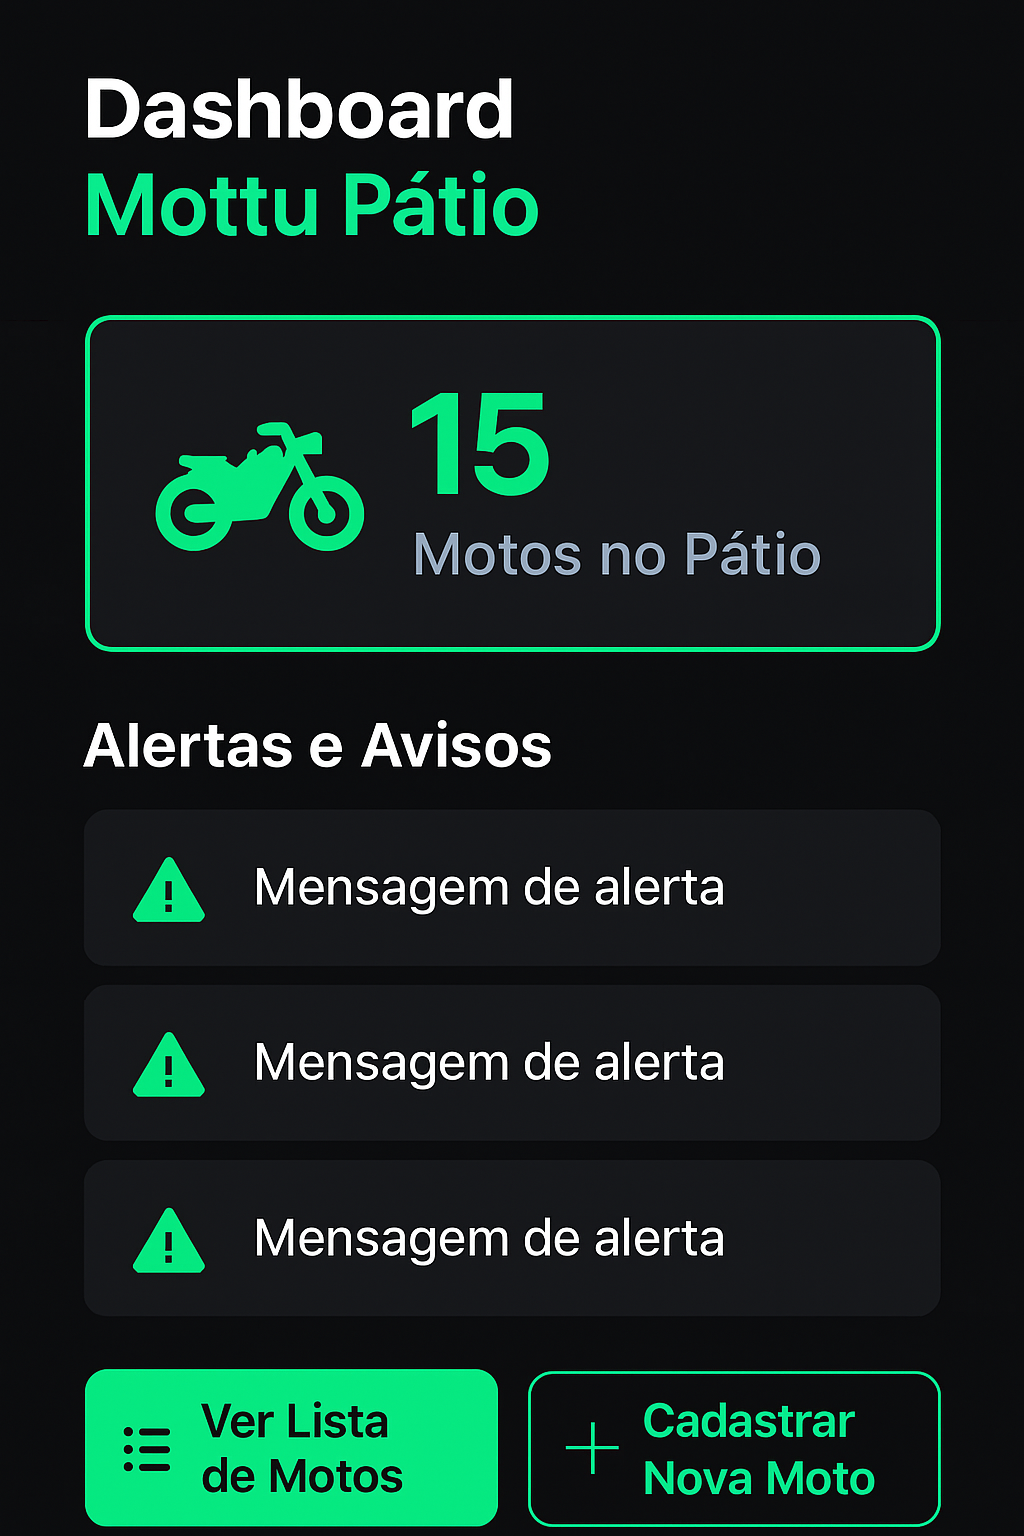 Dashboard
Mottu Pátio
15
Motos no Pátio
Alertas e Avisos
Mensagem de alerta
Mensagem de alerta
Mensagem de alerta
Ver Lista
de Motos
Cadastrar
Nova Moto